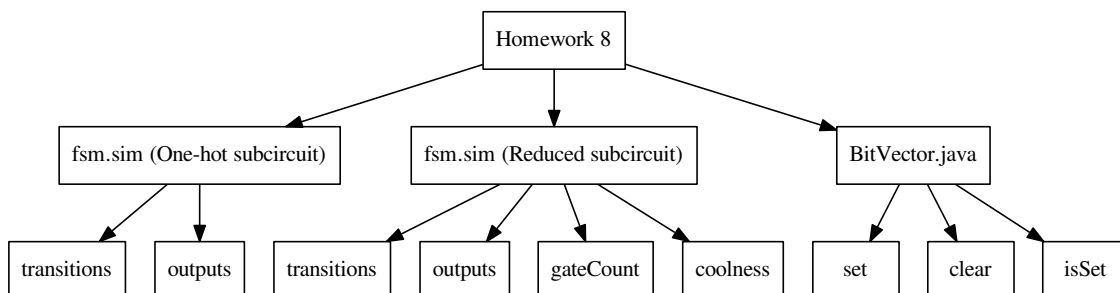 Homework 8
fsm.sim (One-hot subcircuit)
fsm.sim (Reduced subcircuit)
BitVector.java
transitions
outputs
transitions
outputs
gateCount
coolness
set
clear
isSet